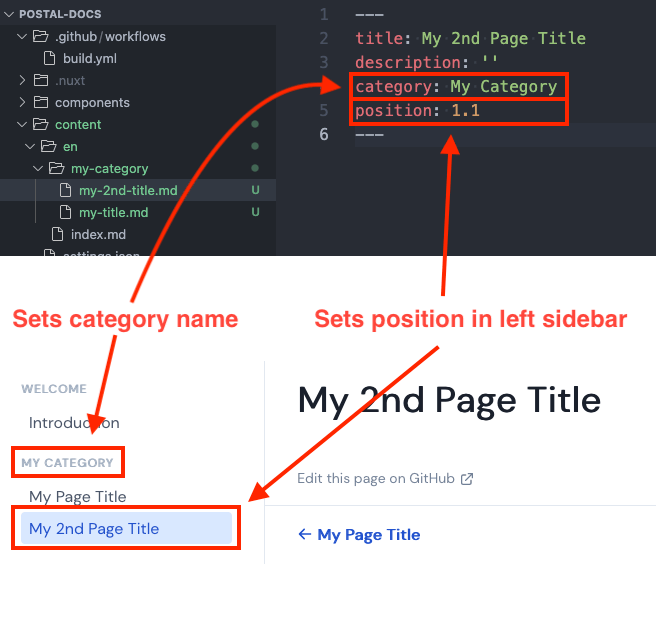 POSTAL-DOCS
.github/workflows
build.yml
.nuxt
components
content
en
my-category
my-2nd-title.md U
my-title.md U
index.md
settings.json
1 ---
2 title: My 2nd Page Title
3 description: ''
4 category: My Category
5 position: 1.1
6 ---
Sets category name
Sets position in left sidebar
WELCOME
Introduction
MY CATEGORY
My Page Title
My 2nd Page Title
My 2nd Page Title
Edit this page on GitHub
← My Page Title